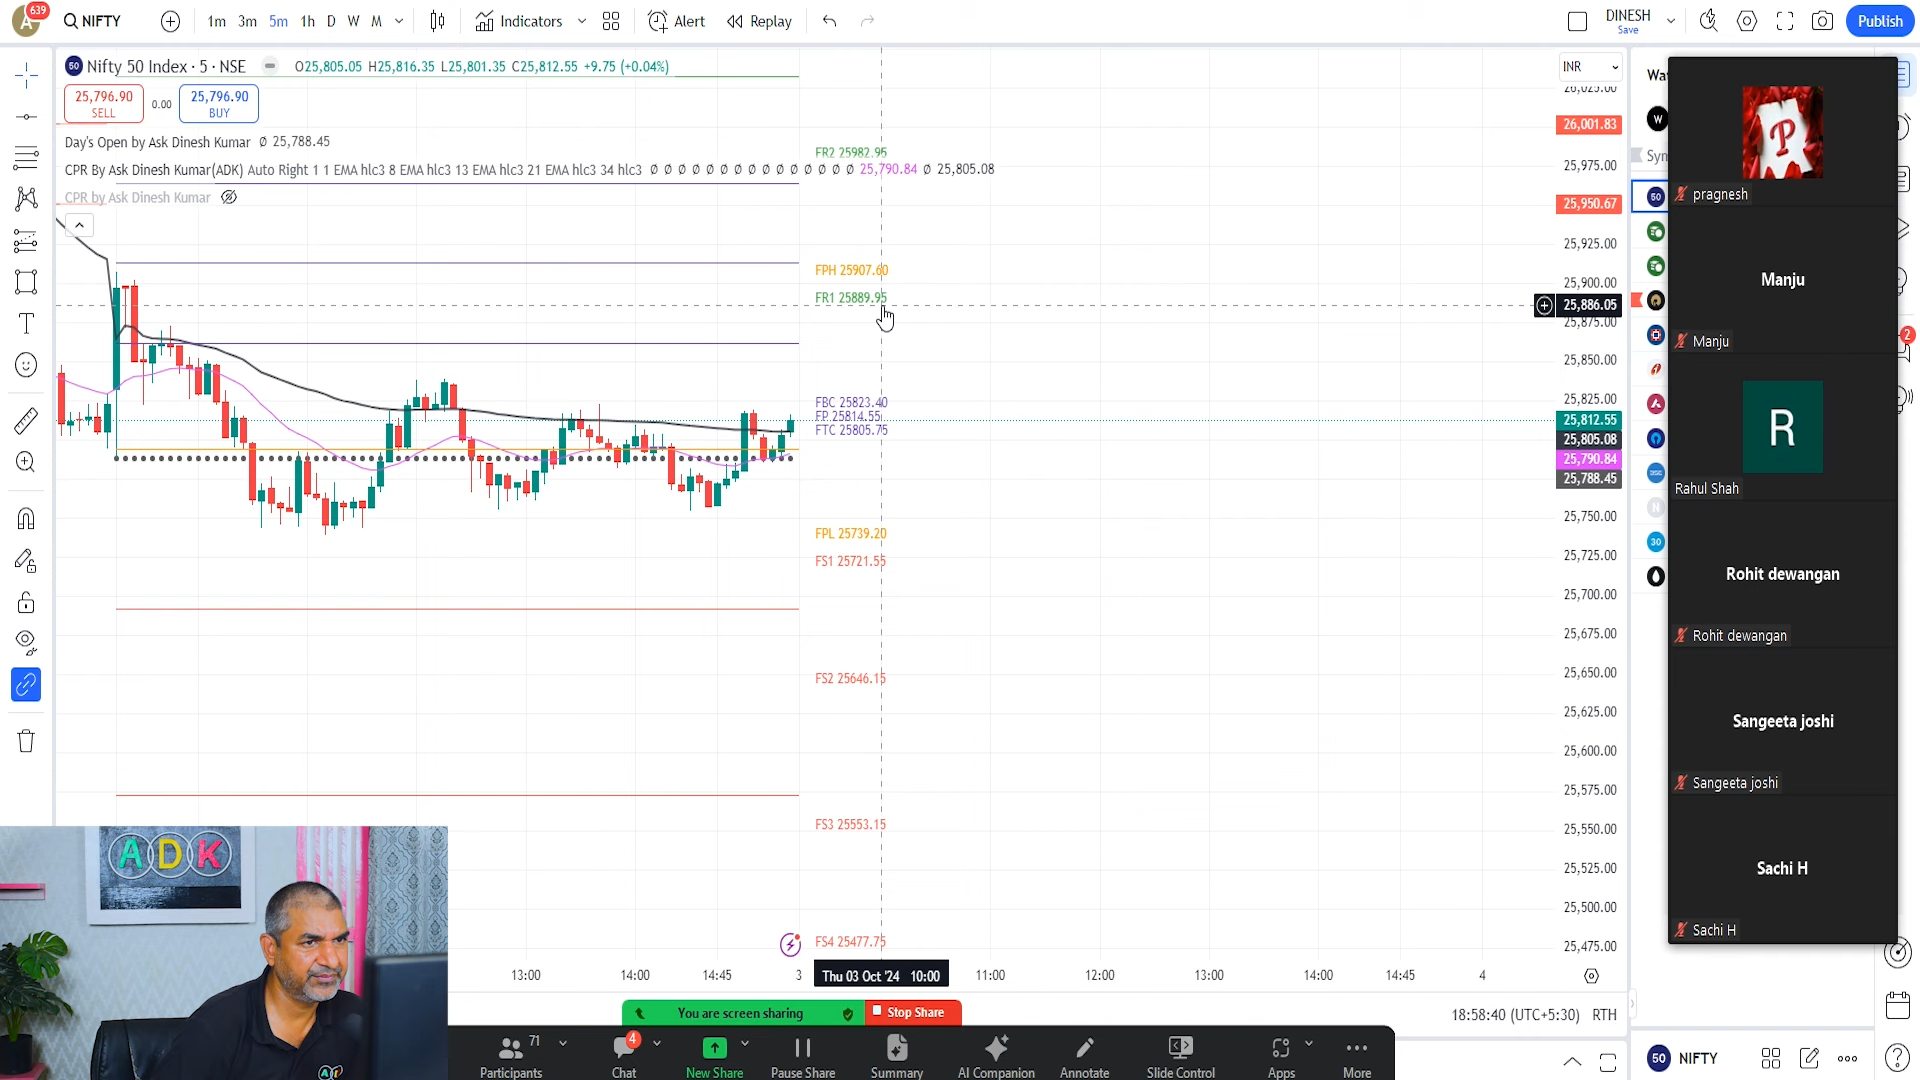 A 639
NIFTY
1m 3m 5m 1h D W M
Indicators
Alert
Replay
DINESH
Save
Publish
50 Nifty 50 Index · 5 · NSE O25,805.05 H25,816.35 L25,801.35 C25,812.55 +9.75 (+0.04%)
INR
25,796.90
SELL
0.00
25,796.90
BUY
Day's Open by Ask Dinesh Kumar Ø 25,788.45
CPR By Ask Dinesh Kumar(ADK) Auto Right 1 1 EMA hlc3 8 EMA hlc3 13 EMA hlc3 21 EMA hlc3 34 hlc3 Ø Ø Ø Ø Ø Ø Ø Ø Ø Ø Ø Ø Ø Ø Ø 25,790.84 Ø 25,805.08
CPR by Ask Dinesh Kumar
FR2 25982.95
FPH 25907.60
FR1 25889.95
FBC 25823.40
FP 25814.55
FTC 25805.75
FPL 25739.20
FS1 25721.55
FS2 25646.15
FS3 25553.15
FS4 25477.75
26,025.00
26,001.83
25,975.00
25,950.67
25,925.00
25,900.00
25,886.05
25,875.00
25,850.00
25,825.00
25,812.55
25,805.08
25,790.84
25,788.45
25,750.00
25,725.00
25,700.00
25,675.00
25,650.00
25,625.00
25,600.00
25,575.00
25,550.00
25,525.00
25,500.00
25,475.00
13:00 14:00 14:45 3 Thu 03 Oct '24 10:00 11:00 12:00 13:00 14:00 14:45 4
18:58:40 (UTC+5:30) RTH
Wat
Sym
W
50
N
30
2
pragnesh
P
Manju
Manju
R
Rahul Shah
Rohit dewangan
Rohit dewangan
Sangeeta joshi
Sangeeta joshi
Sachi H
Sachi H
ADK
You are screen sharing
Stop Share
71
4
Participants
Chat
New Share
Pause Share
Summary
AI Companion
Annotate
Slide Control
Apps
More
50 NIFTY